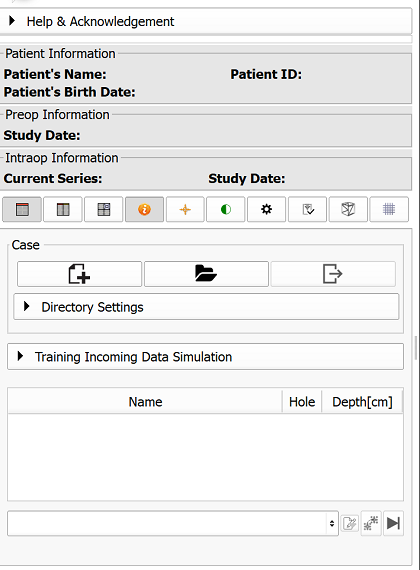 Help & Acknowledgement
Patient Information
Patient's Name: Patient ID:
Patient's Birth Date:
Preop Information
Study Date:
Intraop Information
Current Series: Study Date:
Case
Directory Settings
Training Incoming Data Simulation
Name Hole Depth[cm]